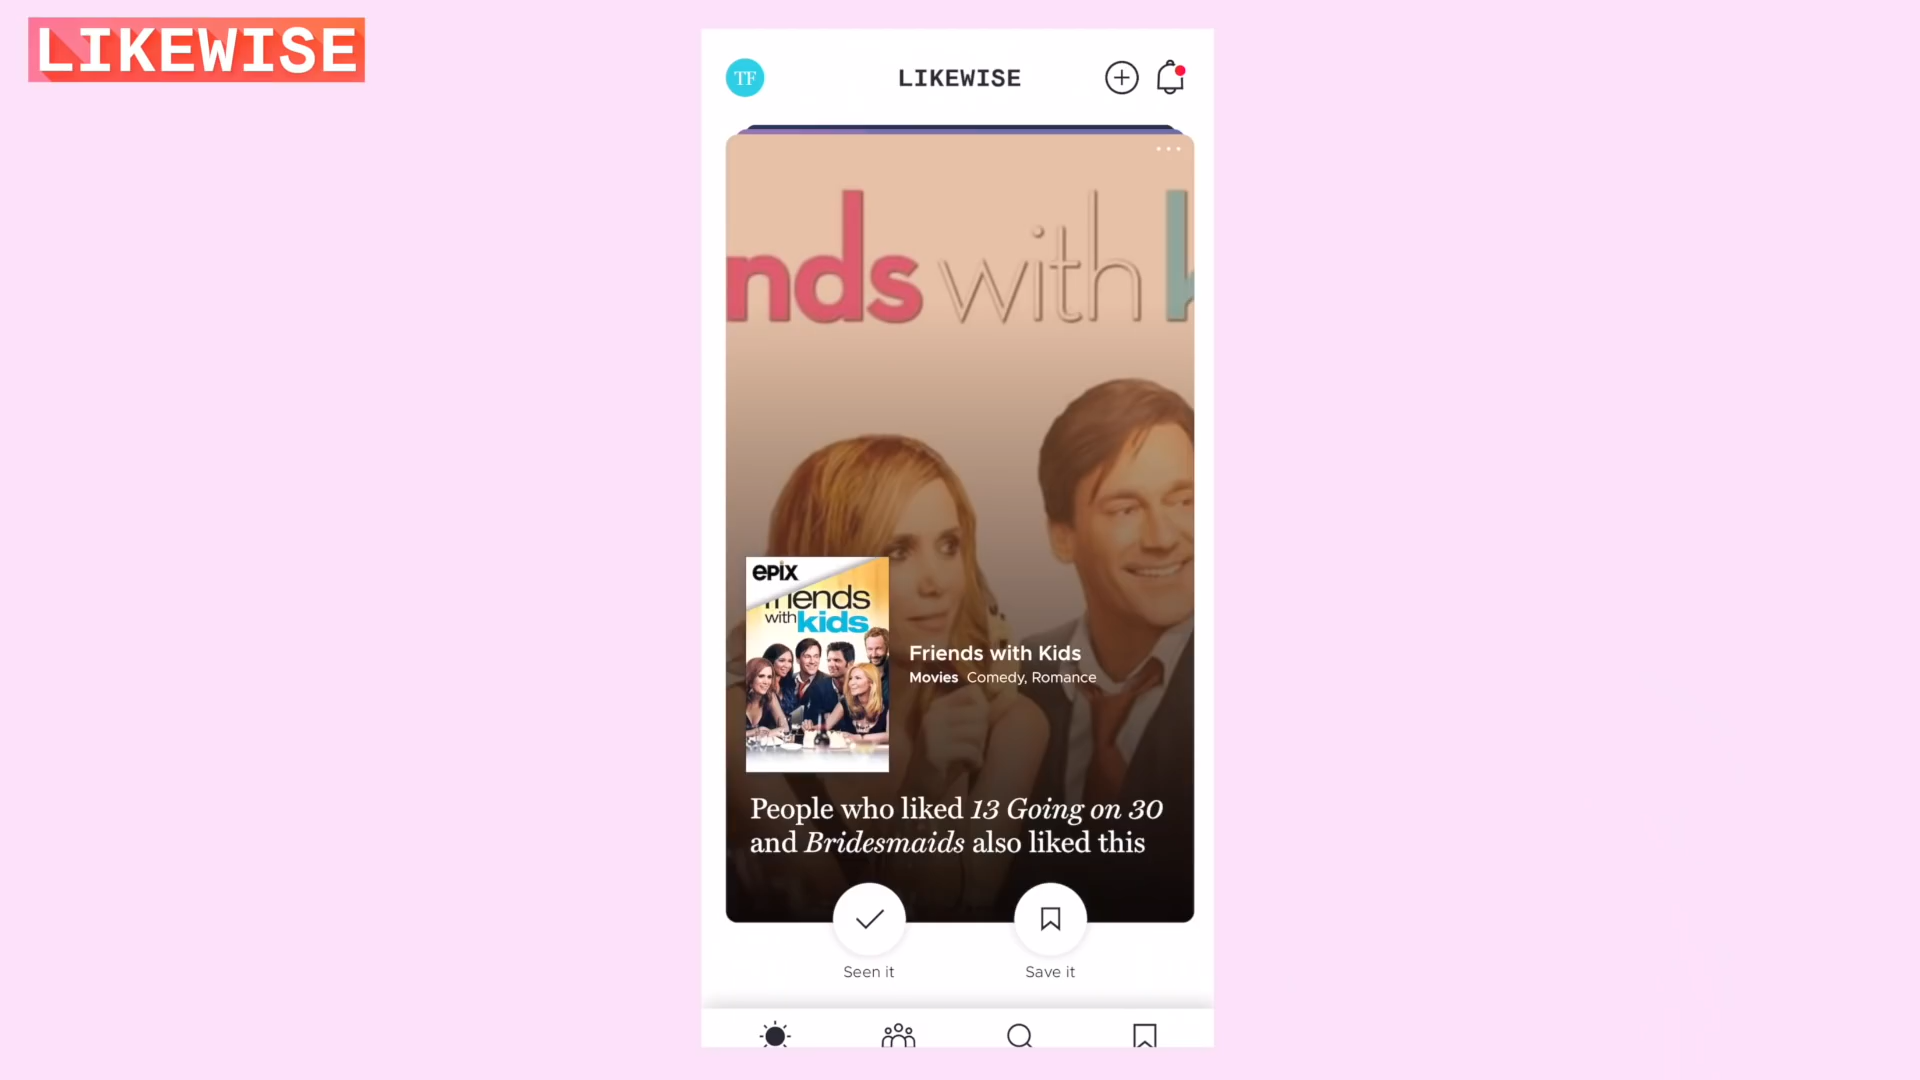 LIKEWISE
TF
LIKEWISE
nds with k
epix
friends
with kids
Friends with Kids
Movies Comedy, Romance
People who liked 13 Going on 30
and Bridesmaids also liked this
Seen it
Save it